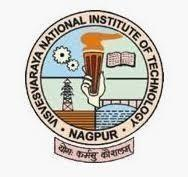 VISVESVARAYA NATIONAL INSTITUTE OF TECHNOLOGY
• NAGPUR •
योगः कर्मसु कौशलम्